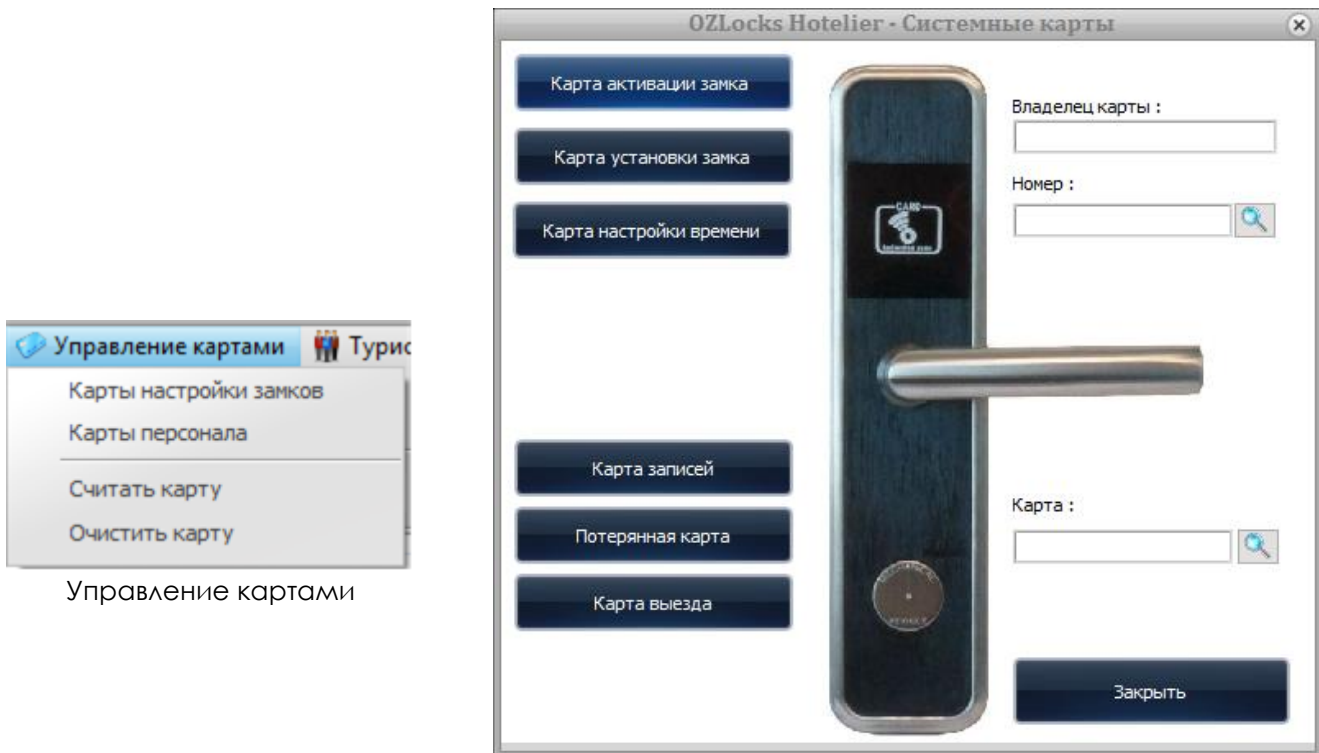 Управление картами
Турис
Карты настройки замков
Карты персонала
Считать карту
Очистить карту
Управление картами
OZLocks Hotelier - Системные карты
Карта активации замка
Карта установки замка
Карта настройки времени
Карта записей
Потерянная карта
Карта выезда
CARD
Владелец карты :
Номер :
Карта :
Закрыть